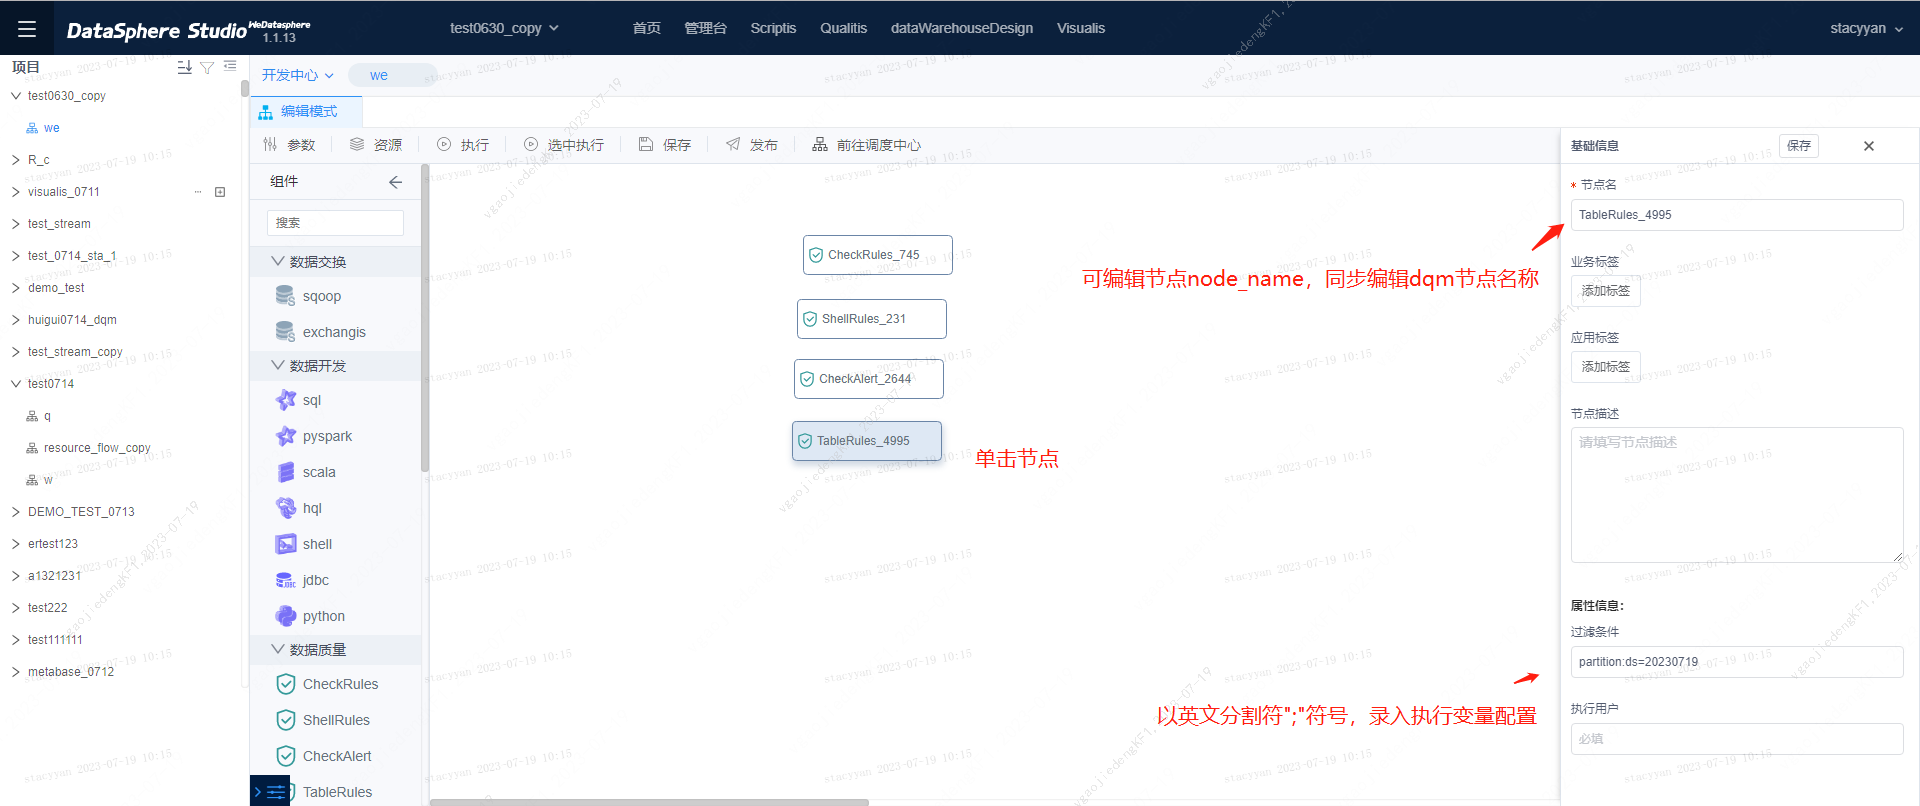 DataSphere Studio
WeDatasphere
1.1.13
test0630_copy
首页
管理台
Scriptis
Qualitis
dataWarehouseDesign
Visualis
stacyyan
项目
test0630_copy
we
R_c
visualis_0711
test_stream
test_0714_sta_1
demo_test
huigui0714_dqm
test_stream_copy
test0714
q
resource_flow_copy
w
DEMO_TEST_0713
ertest123
a1321231
test222
test111111
metabase_0712
开发中心
we
编辑模式
参数
资源
执行
选中执行
保存
发布
前往调度中心
组件
搜索
数据交换
sqoop
exchangis
数据开发
sql
pyspark
scala
hql
shell
jdbc
python
数据质量
CheckRules
ShellRules
CheckAlert
TableRules
CheckRules_745
ShellRules_231
CheckAlert_2644
TableRules_4995
单击节点
可编辑节点node_name，同步编辑dqm节点名称
以英文分割符";"符号，录入执行变量配置
基础信息
保存
* 节点名
TableRules_4995
业务标签
添加标签
应用标签
添加标签
节点描述
请填写节点描述
属性信息：
过滤条件
partition:ds=20230719
执行用户
必填
stacyyan 2023-07-19 10:15
vgaojiedengKF1, 2023-07-19